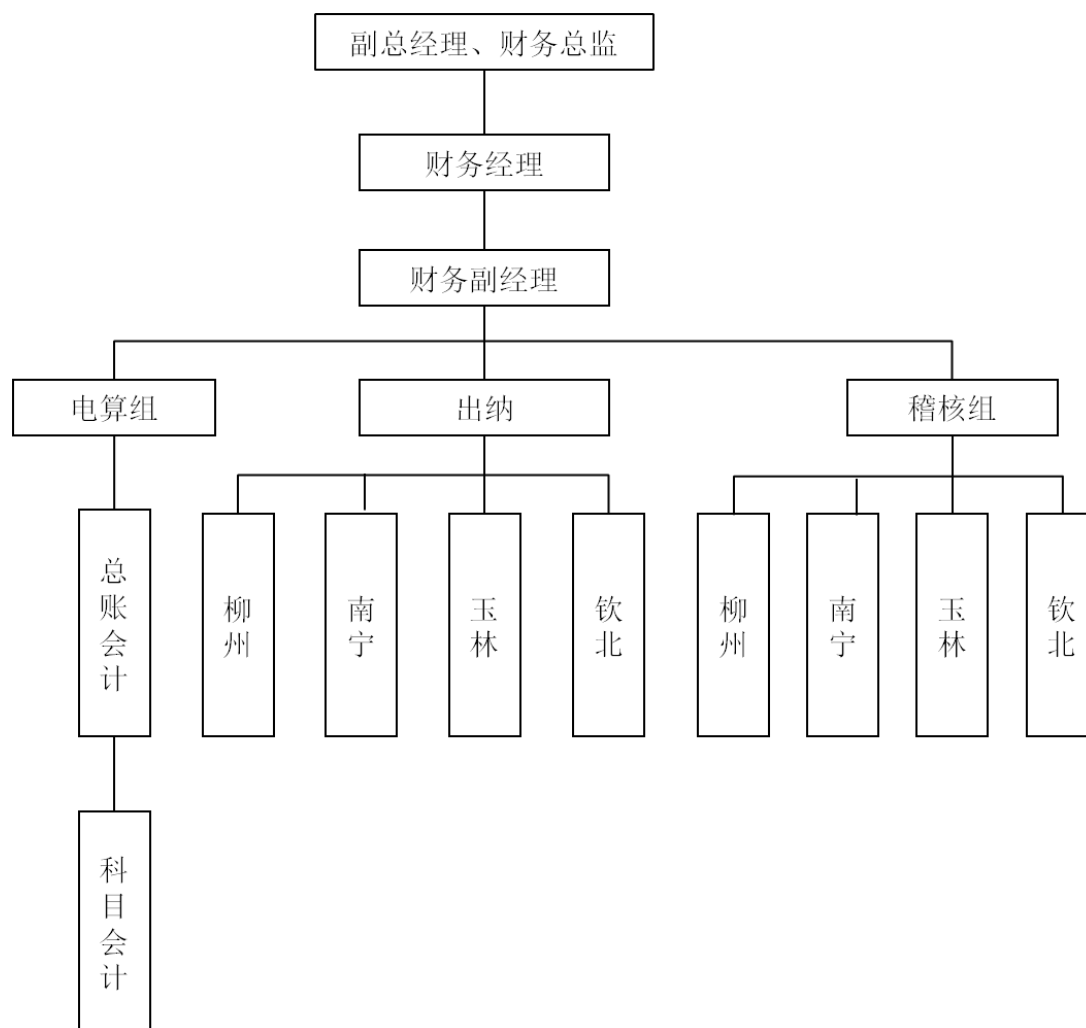 副总经理、财务总监
财务经理
财务副经理
电算组
出纳
稽核组
总账会计
柳州
南宁
玉林
钦北
柳州
南宁
玉林
钦北
科目会计